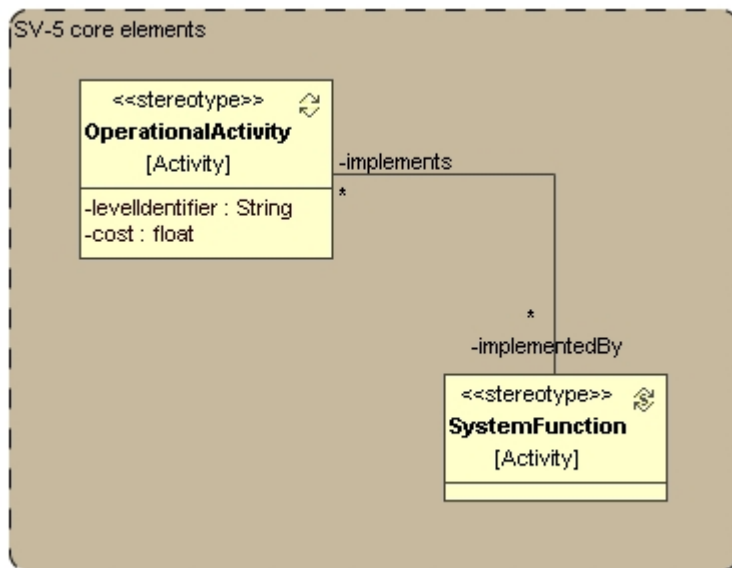 SV-5 core elements
<<stereotype>>
OperationalActivity
[Activity]
-levelIdentifier : String
-cost : float
-implements
*
*
-implementedBy
<<stereotype>>
SystemFunction
[Activity]